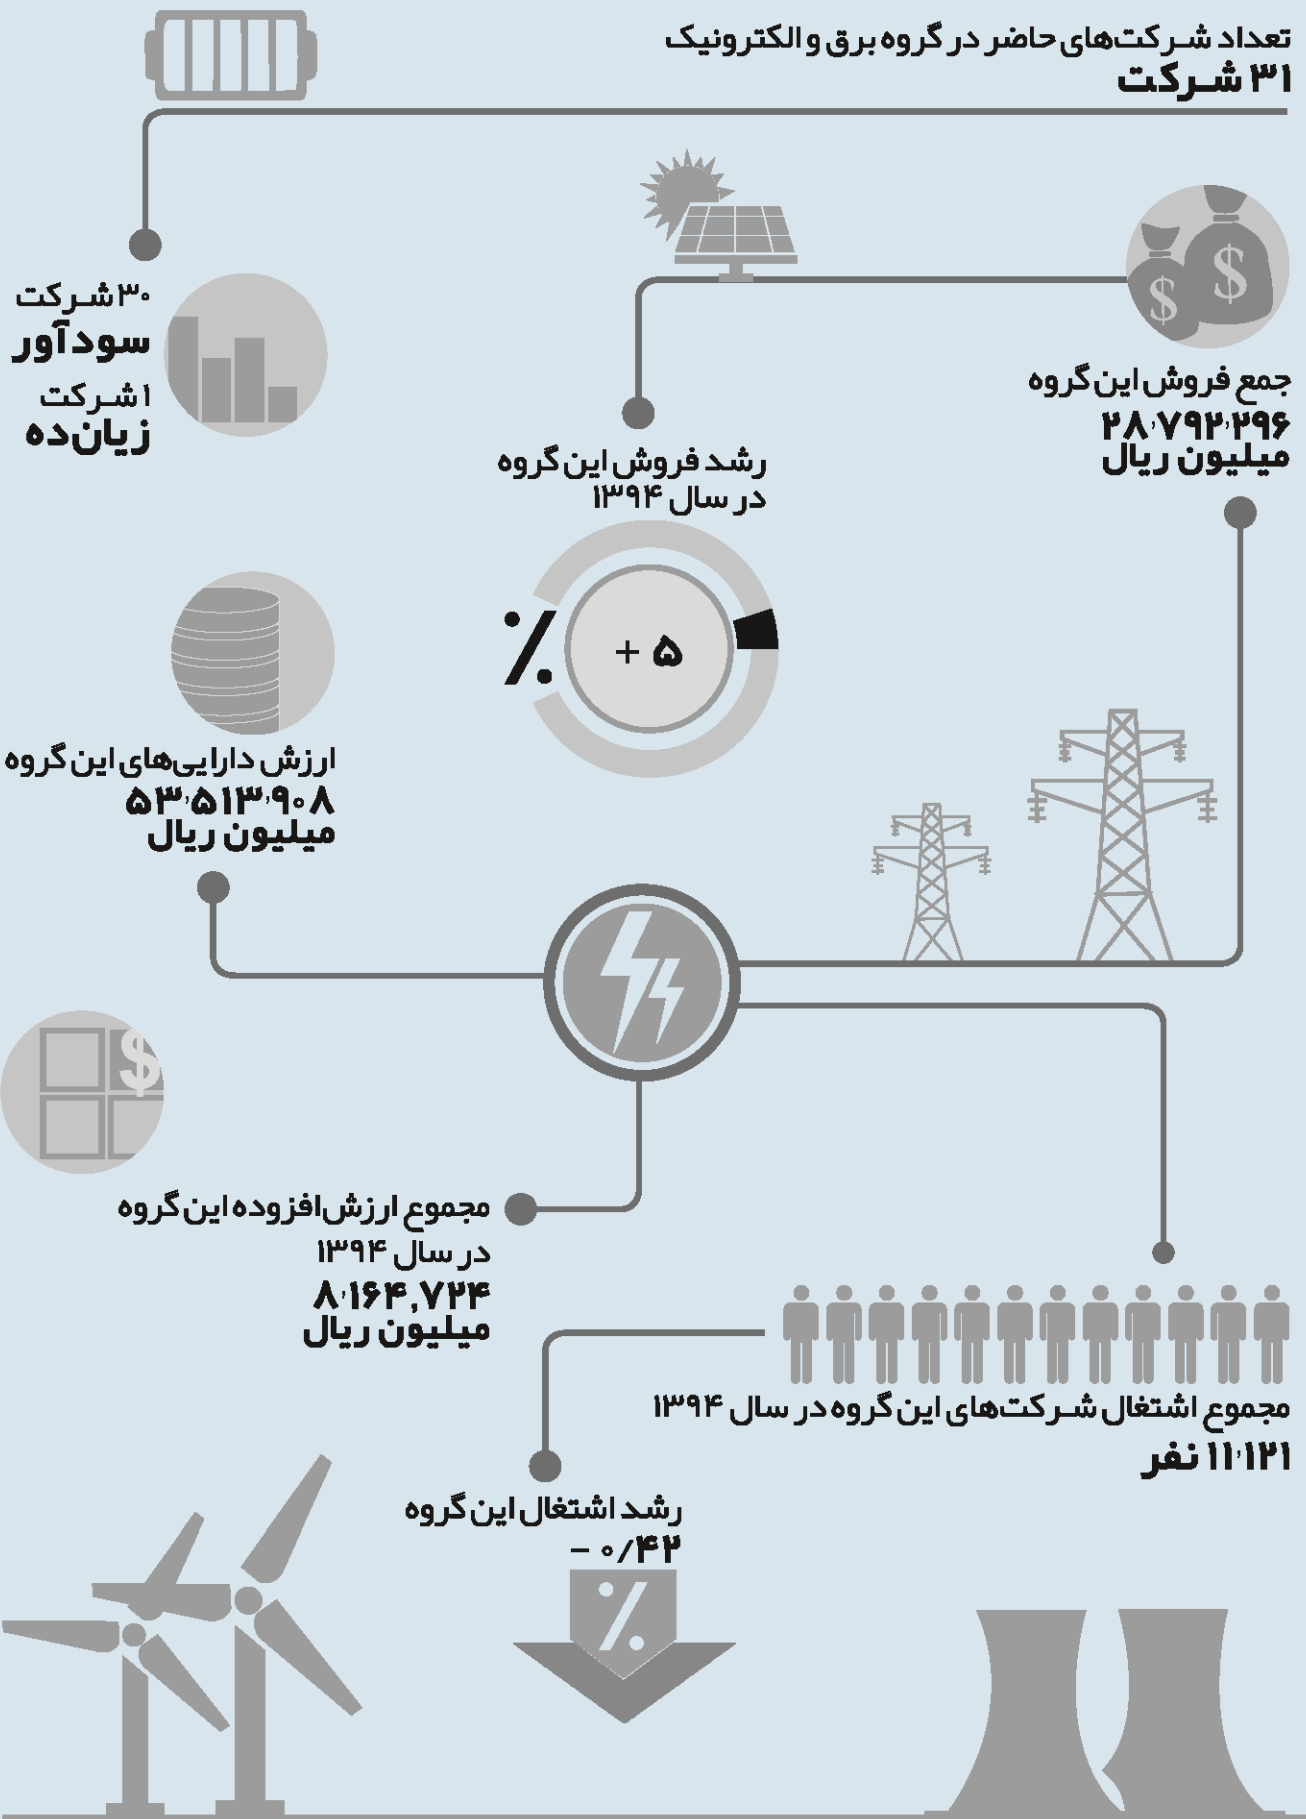 تعداد شرکت‌های حاضر در گروه برق و الکترونیک
۳۱ شرکت
۳۰ شرکت
سودآور
۱ شرکت
زیان‌ده
جمع فروش این گروه
۲۸,۷۹۲,۲۹۶
میلیون ریال
رشد فروش این گروه
در سال ۱۳۹۴
٪
+ ۵
ارزش دارایی‌های این گروه
۵۳,۵۱۳,۹۰۸
میلیون ریال
مجموع ارزش افزوده این گروه
در سال ۱۳۹۴
۸,۱۶۴,۷۲۴
میلیون ریال
مجموع اشتغال شرکت‌های این گروه در سال ۱۳۹۴
۱۱,۱۲۱ نفر
رشد اشتغال این گروه
− ۰/۴۲
٪